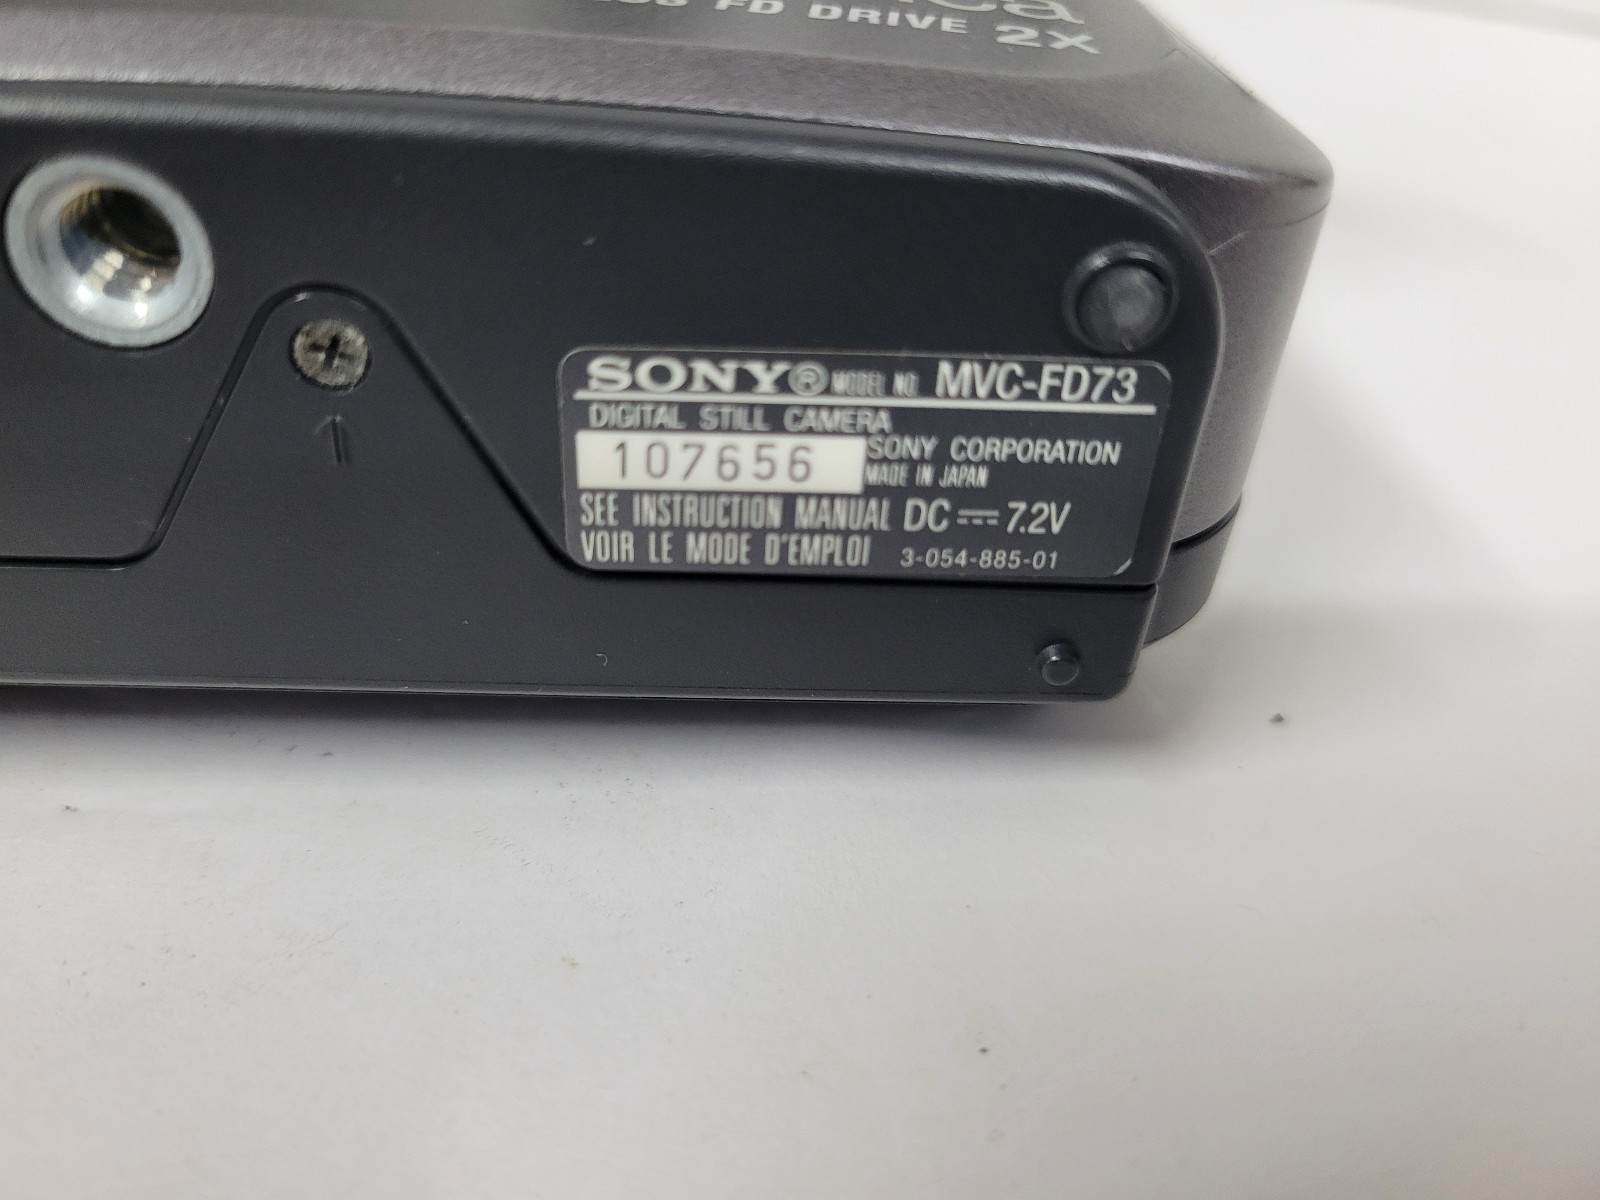 FD DRIVE 2X
SONY® MODEL NO. MVC-FD73
DIGITAL STILL CAMERA
107656 SONY CORPORATION
MADE IN JAPAN
SEE INSTRUCTION MANUAL DC 7.2V
VOIR LE MODE D'EMPLOI 3-054-885-01